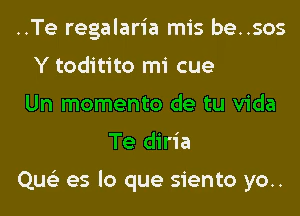 ..Te regalaría mis be..sos
Y toditito mi cue
Un momento de tu vida
Te diría
Qué es lo que siento yo..